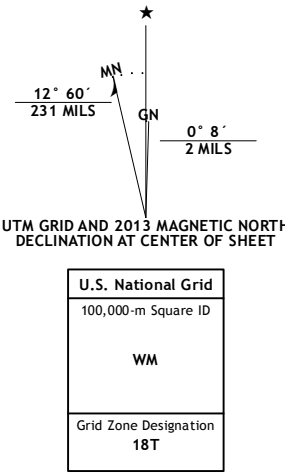 ★
MN
12° 60´
231 MILS
GN
0° 8´
2 MILS
UTM GRID AND 2013 MAGNETIC NORTH
DECLINATION AT CENTER OF SHEET
U.S. National Grid
100,000-m Square ID
WM
Grid Zone Designation
18T